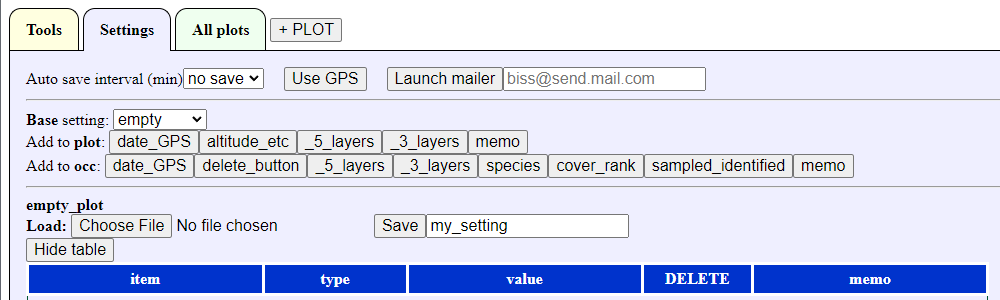 Tools Settings All plots + PLOT
Auto save interval (min) no save Use GPS Launch mailer biss@send.mail.com
Base setting: empty
Add to plot: date_GPS altitude_etc _5_layers _3_layers memo
Add to occ: date_GPS delete_button _5_layers _3_layers species cover_rank sampled_identified memo
empty_plot
Load: Choose File No file chosen Save my_setting
Hide table
item type value DELETE memo